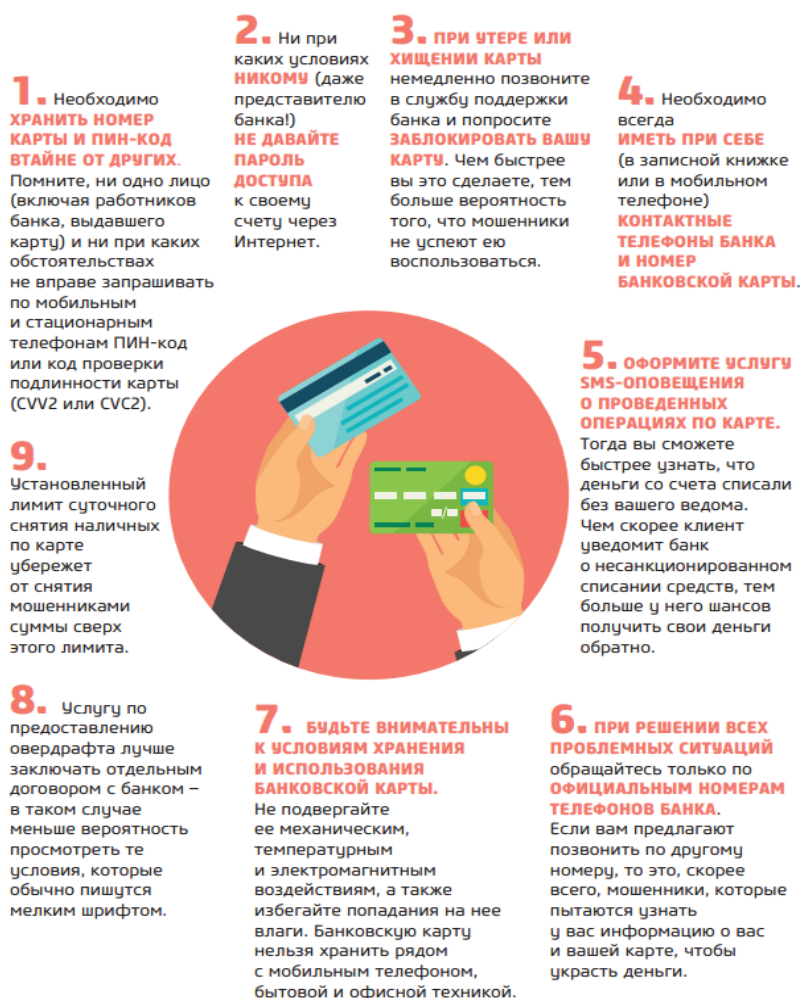 1. Необходимо
ХРАНИТЬ НОМЕР
КАРТЫ И ПИН-КОД
ВТАЙНЕ ОТ ДРУГИХ.
Помните, ни одно лицо
(включая работников
банка, выдавшего
карту) и ни при каких
обстоятельствах
не вправе запрашивать
по мобильным
и стационарным
телефонам ПИН-код
или код проверки
подлинности карты
(CVV2 или CVC2).
2. Ни при
каких условиях
НИКОМУ (даже
представителю
банка!)
НЕ ДАВАЙТЕ
ПАРОЛЬ
ДОСТУПА
к своему
счету через
Интернет.
3. ПРИ УТЕРЕ ИЛИ
ХИЩЕНИИ КАРТЫ
немедленно позвоните
в службу поддержки
банка и попросите
ЗАБЛОКИРОВАТЬ ВАШУ
КАРТУ. Чем быстрее
вы это сделаете, тем
больше вероятность
того, что мошенники
не успеют ею
воспользоваться.
4. Необходимо
всегда
ИМЕТЬ ПРИ СЕБЕ
(в записной книжке
или в мобильном
телефоне)
КОНТАКТНЫЕ
ТЕЛЕФОНЫ БАНКА
И НОМЕР
БАНКОВСКОЙ КАРТЫ.
5. ОФОРМИТЕ УСЛУГУ
SMS-ОПОВЕЩЕНИЯ
О ПРОВЕДЕННЫХ
ОПЕРАЦИЯХ ПО КАРТЕ.
Тогда вы сможете
быстрее узнать, что
деньги со счета списали
без вашего ведома.
Чем скорее клиент
уведомит банк
о несанкционированном
списании средств, тем
больше у него шансов
получить свои деньги
обратно.
6. ПРИ РЕШЕНИИ ВСЕХ
ПРОБЛЕМНЫХ СИТУАЦИЙ
обращайтесь только по
ОФИЦИАЛЬНЫМ НОМЕРАМ
ТЕЛЕФОНОВ БАНКА.
Если вам предлагают
позвонить по другому
номеру, то это, скорее
всего, мошенники, которые
пытаются узнать
у вас информацию о вас
и вашей карте, чтобы
украсть деньги.
7. БУДЬТЕ ВНИМАТЕЛЬНЫ
К УСЛОВИЯМ ХРАНЕНИЯ
И ИСПОЛЬЗОВАНИЯ
БАНКОВСКОЙ КАРТЫ.
Не подвергайте
ее механическим,
температурным
и электромагнитным
воздействиям, а также
избегайте попадания на нее
влаги. Банковскую карту
нельзя хранить рядом
с мобильным телефоном,
бытовой и офисной техникой.
8. Услугу по
предоставлению
овердрафта лучше
заключать отдельным
договором с банком –
в таком случае
меньше вероятность
просмотреть те
условия, которые
обычно пишутся
мелким шрифтом.
9.
Установленный
лимит суточного
снятия наличных
по карте
убережет
от снятия
мошенниками
суммы сверх
этого лимита.